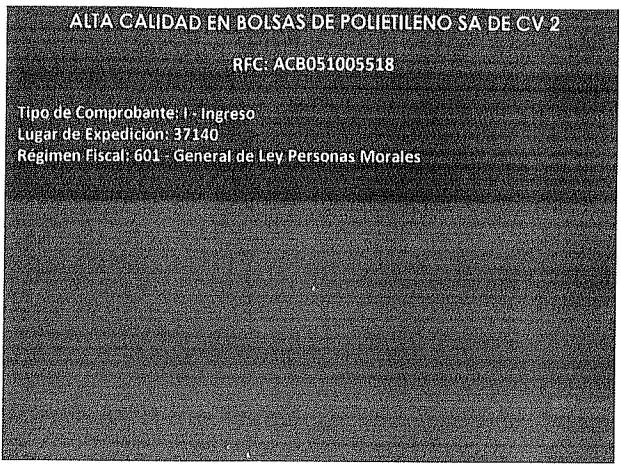 ALTA CALIDAD EN BOLSAS DE POLIETILENO SA DE CV 2
RFC: ACB051005518
Tipo de Comprobante: I - Ingreso
Lugar de Expedición: 37140
Régimen Fiscal: 601 - General de Ley Personas Morales